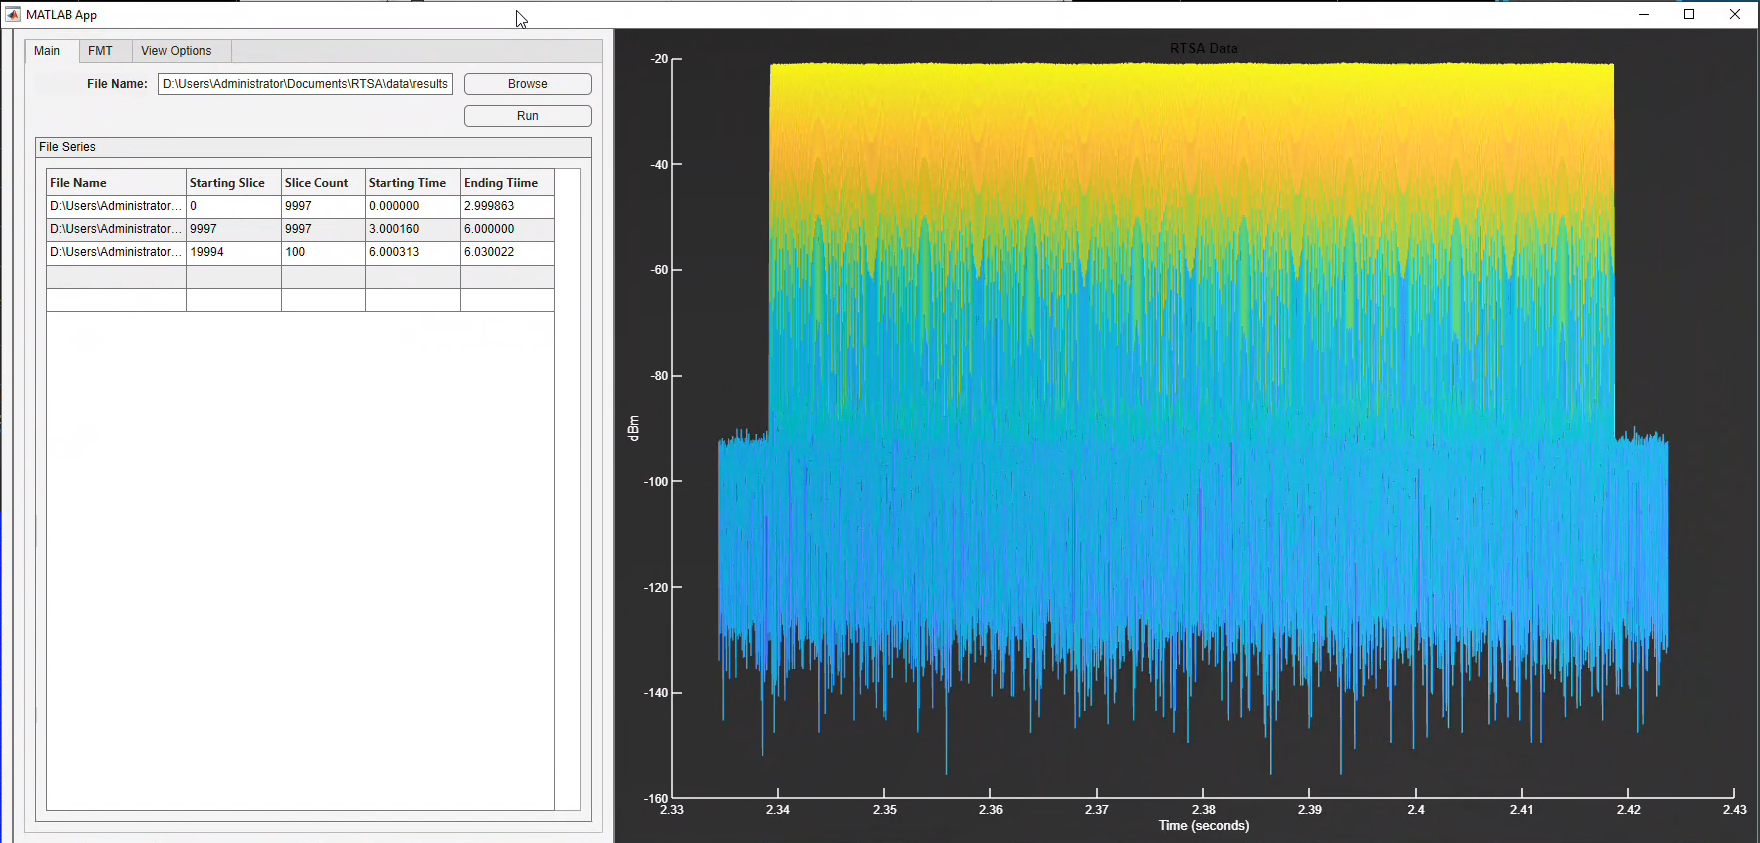 MATLAB App
Main FMT View Options
File Name: D:\Users\Administrator\Documents\RTSA\data\results Browse
Run
File Series
File Name Starting Slice Slice Count Starting Time Ending Tiime
D:\Users\Administrator... 0 9997 0.000000 2.999863
D:\Users\Administrator... 9997 9997 3.000160 6.000000
D:\Users\Administrator... 19994 100 6.000313 6.030022
RTSA Data
-20
-40
-60
-80
dBm
-100
-120
-140
-160
2.33 2.34 2.35 2.36 2.37 2.38 2.39 2.4 2.41 2.42 2.43
Time (seconds)